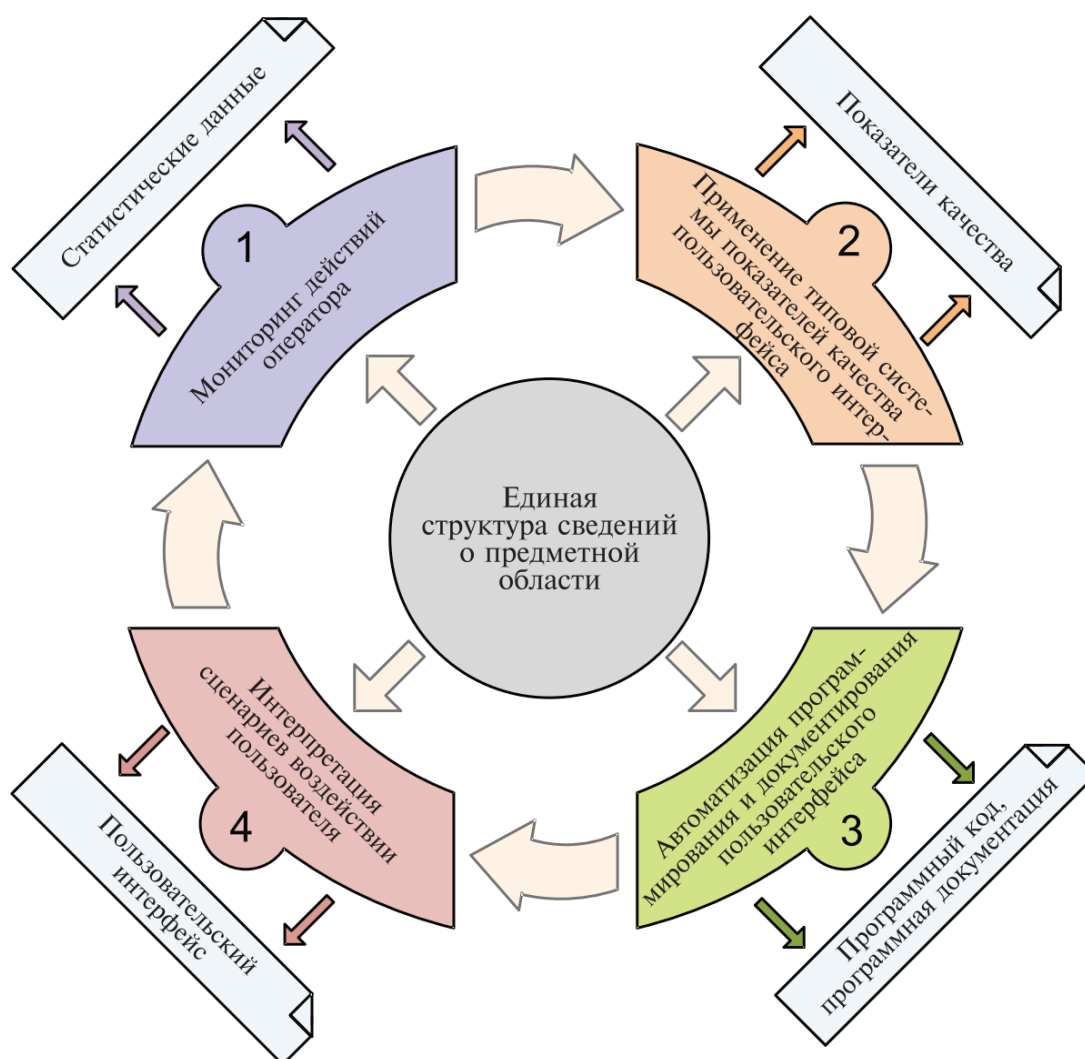 Статистические данные
1
Мониторинг действий
оператора
Показатели качества
2
Применение типовой систе-
мы показателей качества
пользовательского интер-
фейса
Единая
структура сведений
о предметной
области
Автоматизация програм-
мирования и документирования
пользовательского
интерфейса
3
Программный код,
программная документация
Интерпретация
сценариев воздействии
пользователя
4
Пользовательский
интерфейс